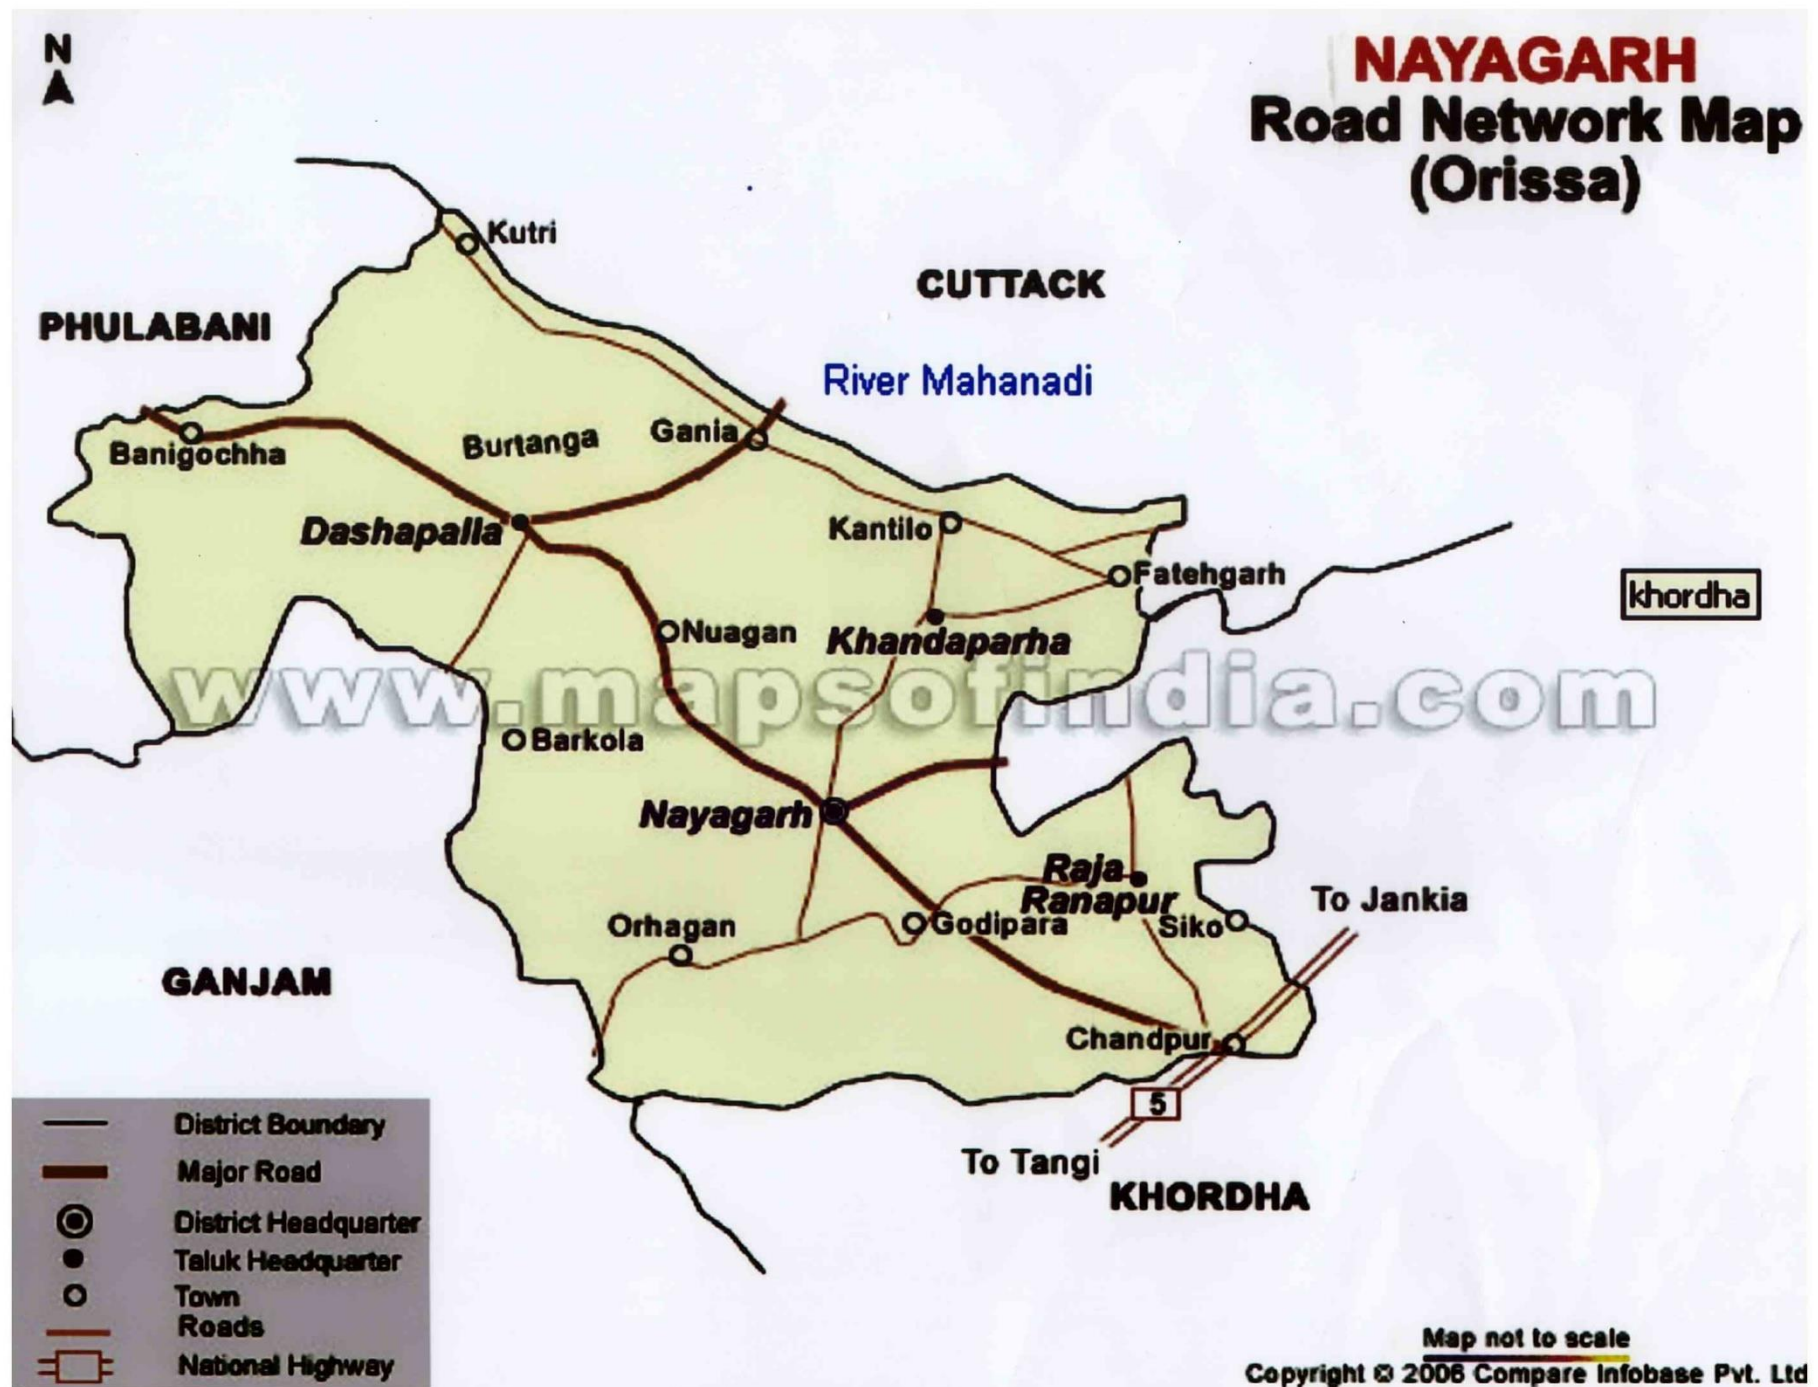 N
NAYAGARH
Road Network Map
(Orissa)
Kutri
CUTTACK
PHULABANI
River Mahanadi
Banigochha
Burtanga
Gania
Dashapalla
Kantilo
Fatehgarh
khordha
Nuagan
Khandaparha
www.mapsofindia.com
Barkola
Nayagarh
Raja
Ranapur
To Jankia
Orhagan
Godipara
Siko
GANJAM
Chandpur
5
To Tangi
KHORDHA
District Boundary
Major Road
District Headquarter
Taluk Headquarter
Town
Roads
National Highway
Map not to scale
Copyright © 2006 Compare Infobase Pvt. Ltd